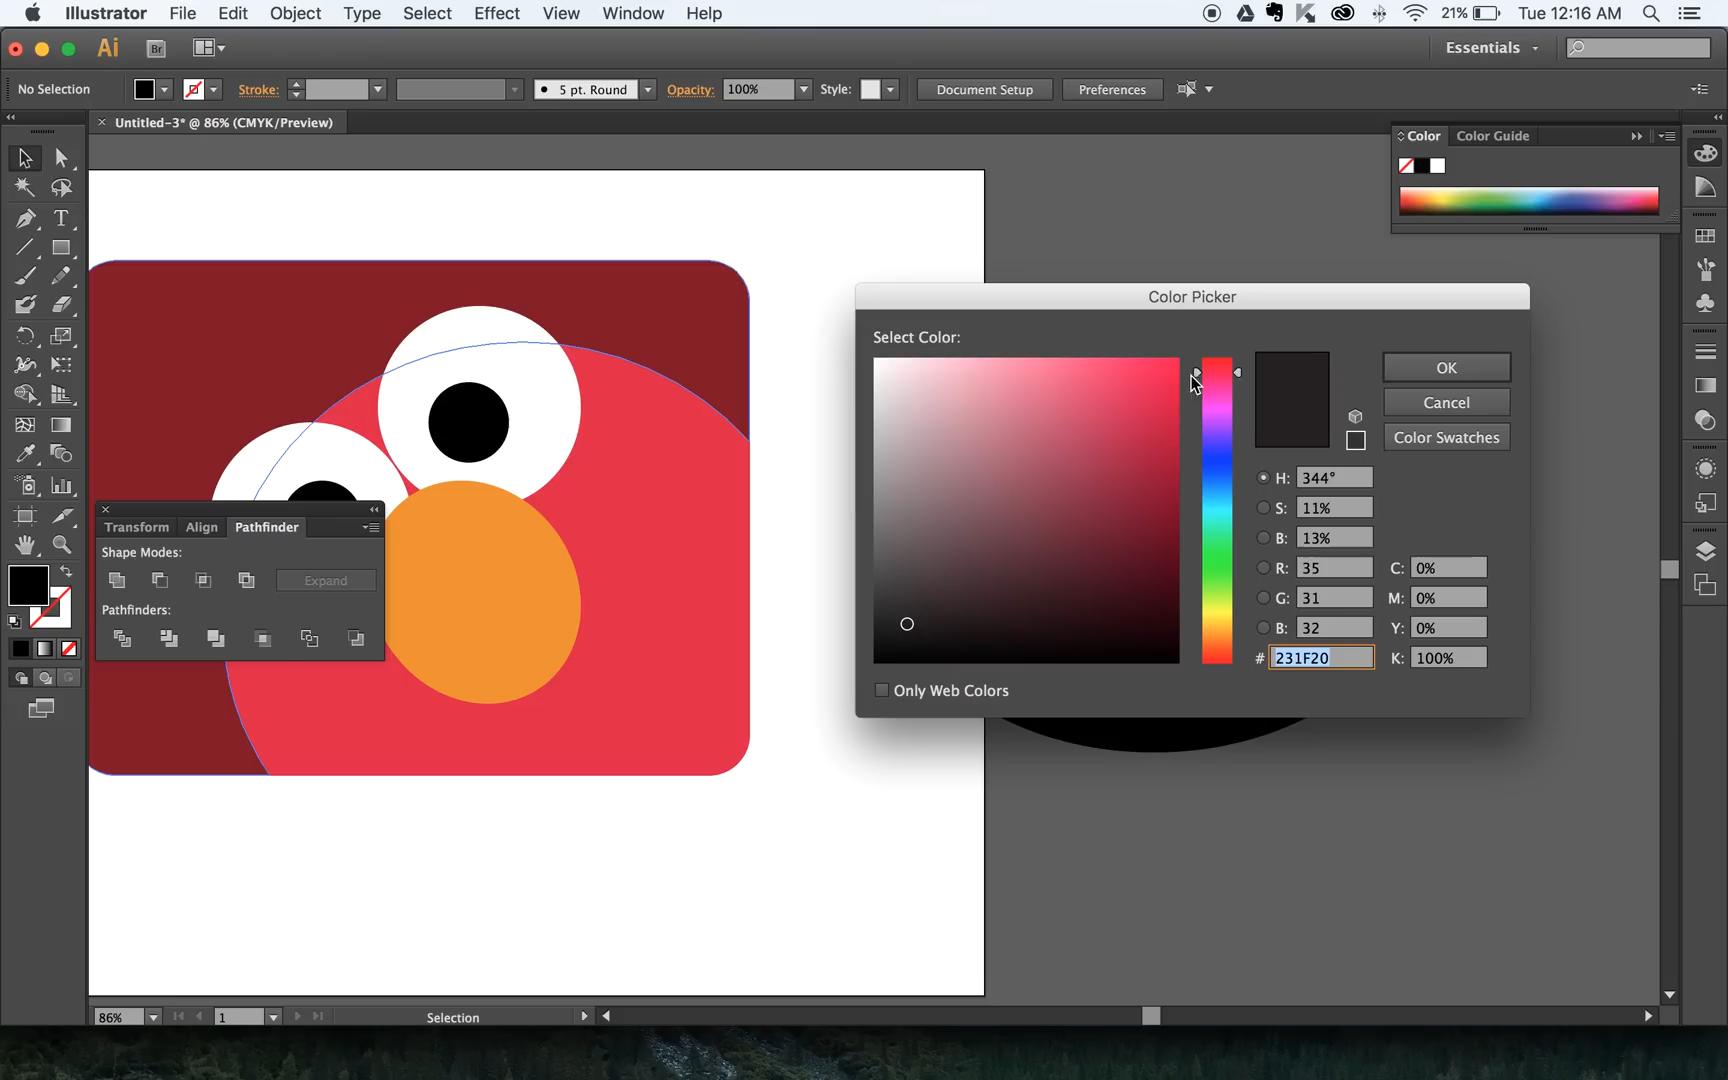 Illustrator File Edit Object Type Select Effect View Window Help 21% Tue 12:16 AM
Ai Br Essentials
No Selection Stroke: 5 pt. Round Opacity: 100% Style: Document Setup Preferences
× Untitled-3* @ 86% (CMYK/Preview)
Color Color Guide
T
Color Picker
Select Color:
OK
Cancel
Color Swatches
H: 344°
S: 11%
B: 13%
R: 35 C: 0%
G: 31 M: 0%
B: 32 Y: 0%
# 231F20 K: 100%
Only Web Colors
Transform Align Pathfinder
Shape Modes:
Expand
Pathfinders:
86% 1 Selection